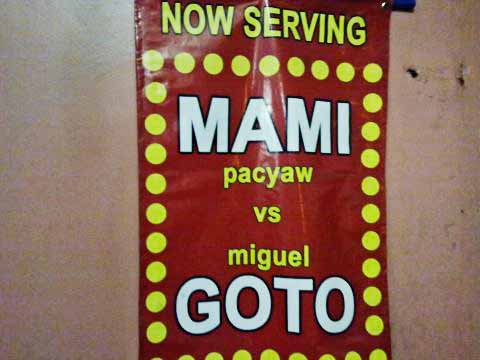 NOW SERVING
MAMI
pacyaw
vs
miguel
GOTO